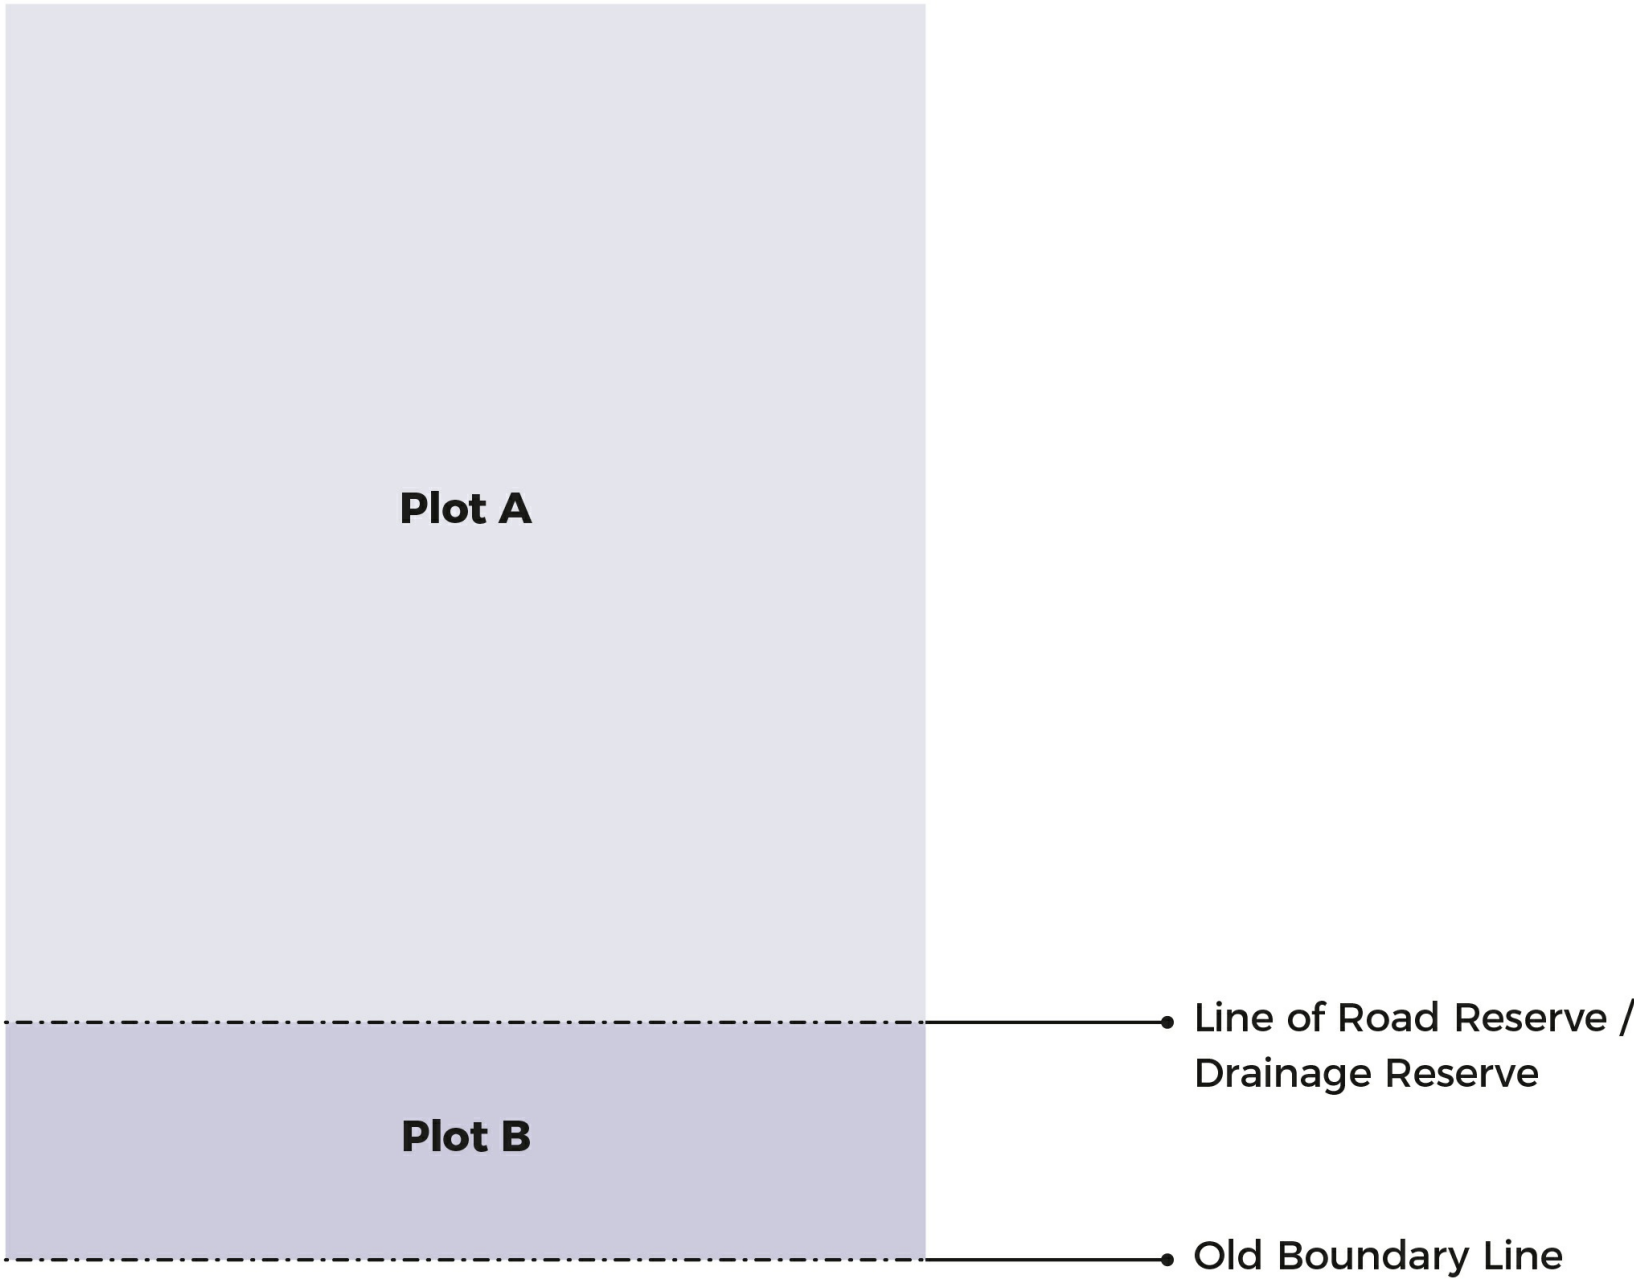 Plot A
Line of Road Reserve /
Drainage Reserve
Plot B
Old Boundary Line